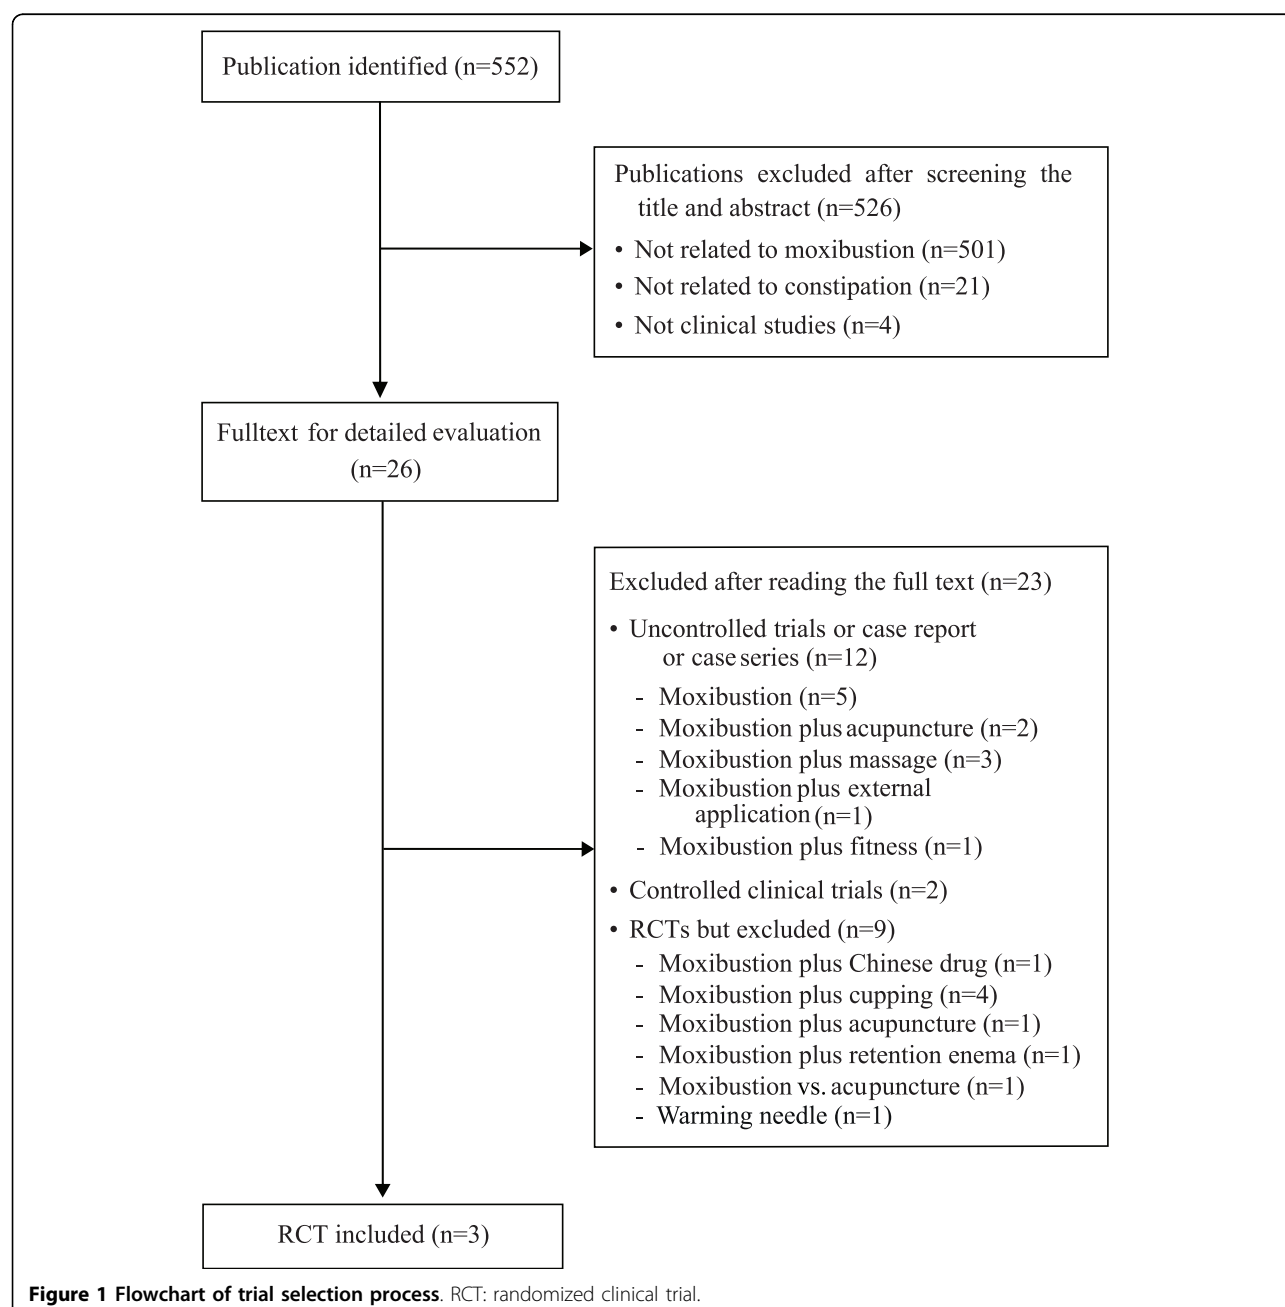 Publication identified (n=552)
Publications excluded after screening the
title and abstract (n=526)
• Not related to moxibustion (n=501)
• Not related to constipation (n=21)
• Not clinical studies (n=4)
Fulltext for detailed evaluation
(n=26)
Excluded after reading the full text (n=23)
• Uncontrolled trials or case report
or case series (n=12)
- Moxibustion (n=5)
- Moxibustion plus acupuncture (n=2)
- Moxibustion plus massage (n=3)
- Moxibustion plus external
application (n=1)
- Moxibustion plus fitness (n=1)
• Controlled clinical trials (n=2)
• RCTs but excluded (n=9)
- Moxibustion plus Chinese drug (n=1)
- Moxibustion plus cupping (n=4)
- Moxibustion plus acupuncture (n=1)
- Moxibustion plus retention enema (n=1)
- Moxibustion vs. acupuncture (n=1)
- Warming needle (n=1)
RCT included (n=3)
Figure 1 Flowchart of trial selection process. RCT: randomized clinical trial.